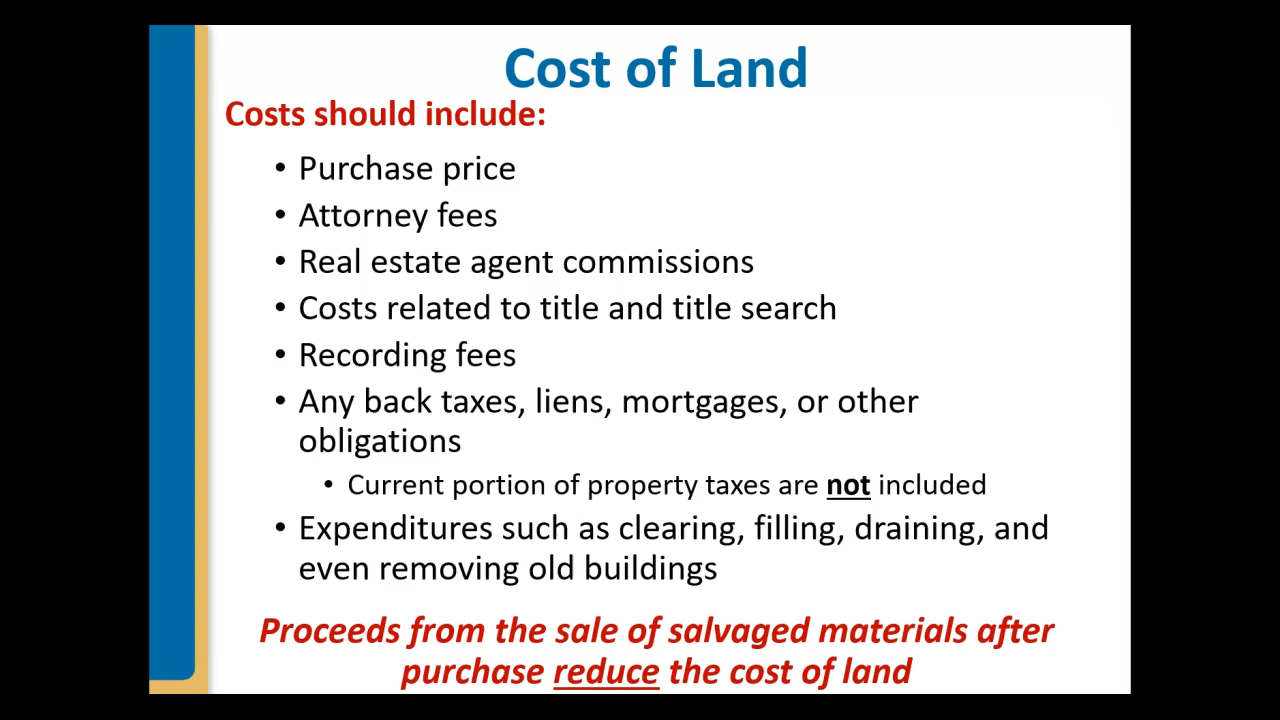 Cost of Land
Costs should include:
• Purchase price
• Attorney fees
• Real estate agent commissions
• Costs related to title and title search
• Recording fees
• Any back taxes, liens, mortgages, or other
obligations
• Current portion of property taxes are not included
• Expenditures such as clearing, filling, draining, and
even removing old buildings
Proceeds from the sale of salvaged materials after
purchase reduce the cost of land